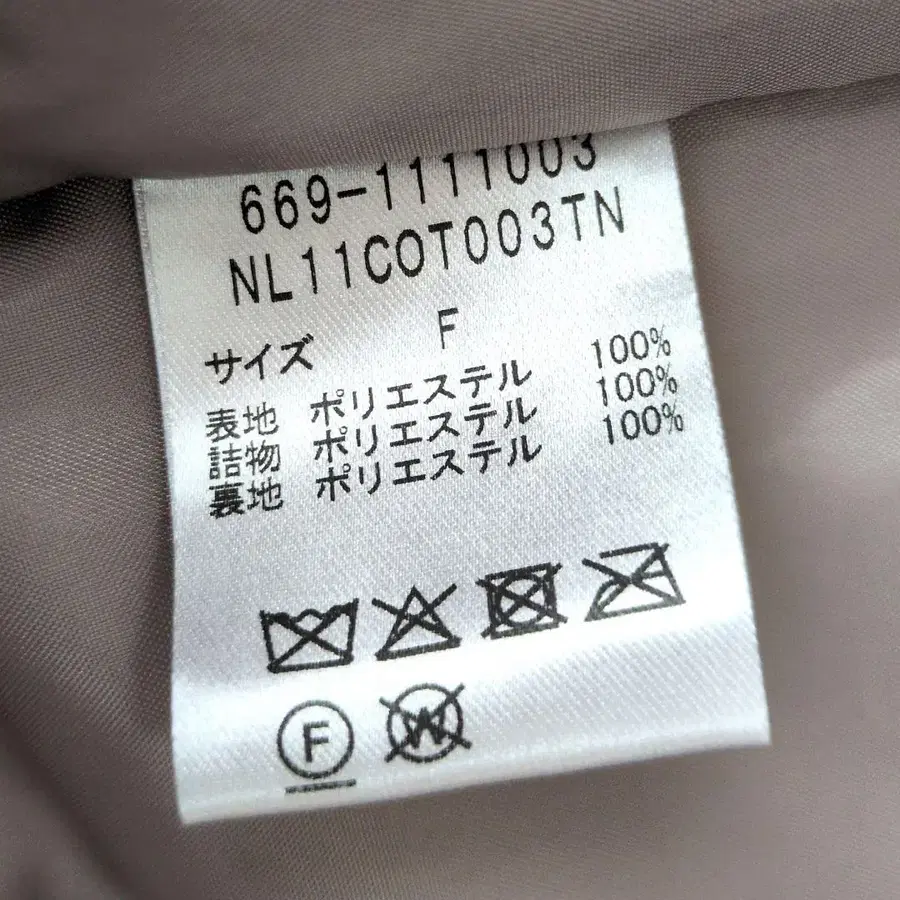 669-1111003
NL11COT003TN
サイズ F
表地 ポリエステル 100%
詰物 ポリエステル 100%
裏地 ポリエステル 100%
F W